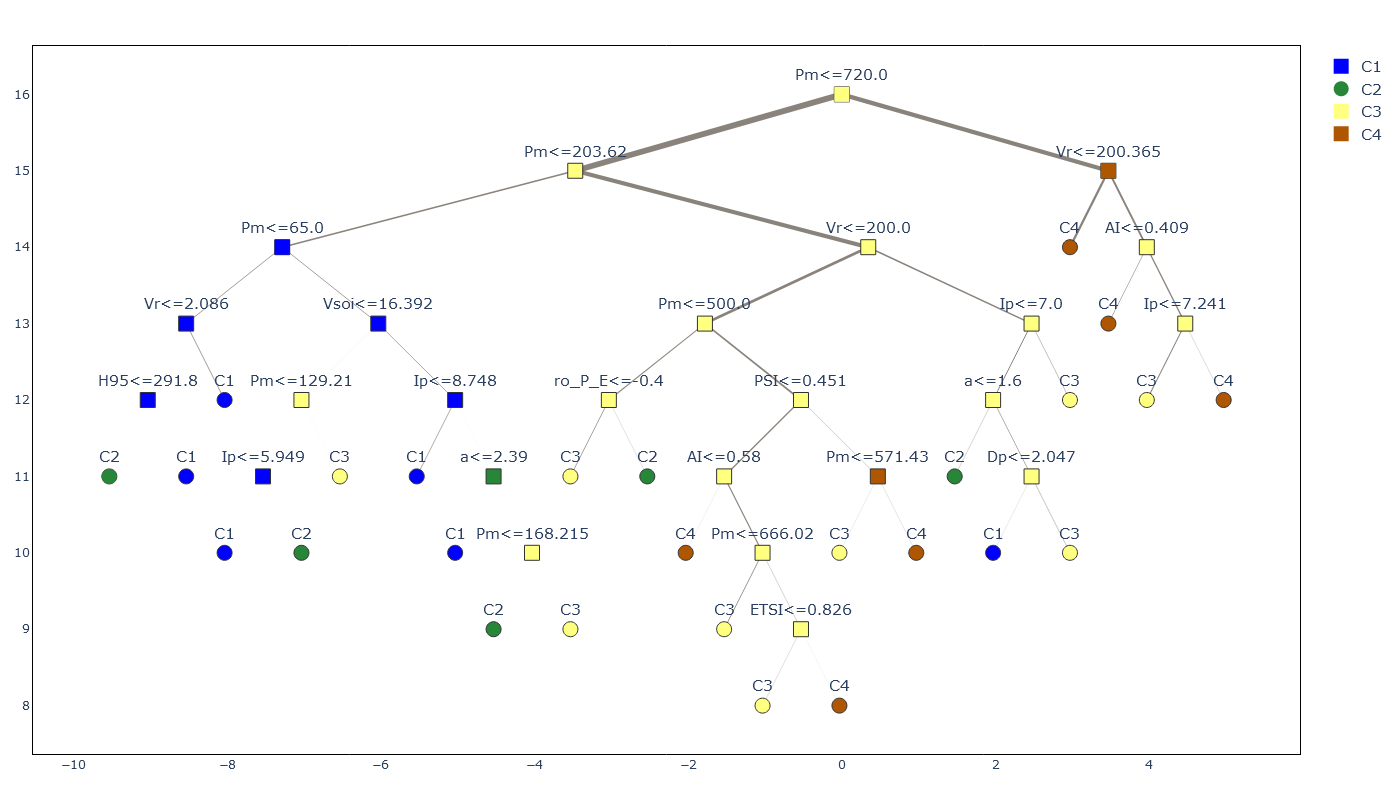 Pm<=720.0
C1
C2
C3
C4
16
Pm<=203.62
Vr<=200.365
15
Pm<=65.0
Vr<=200.0
C4
AI<=0.409
14
Vr<=2.086
Vsoi<=16.392
Pm<=500.0
Ip<=7.0
C4
Ip<=7.241
13
H95<=291.8
C1
Pm<=129.21
Ip<=8.748
ro_P_E<=-0.4
PSI<=0.451
a<=1.6
C3
C3
C4
12
C2
C1
Ip<=5.949
C3
C1
a<=2.39
C3
C2
AI<=0.58
Pm<=571.43
C2
Dp<=2.047
11
C1
C2
C1
Pm<=168.215
C4
Pm<=666.02
C3
C4
C1
C3
10
C2
C3
C3
ETSI<=0.826
9
C3
C4
8
−10
−8
−6
−4
−2
0
2
4